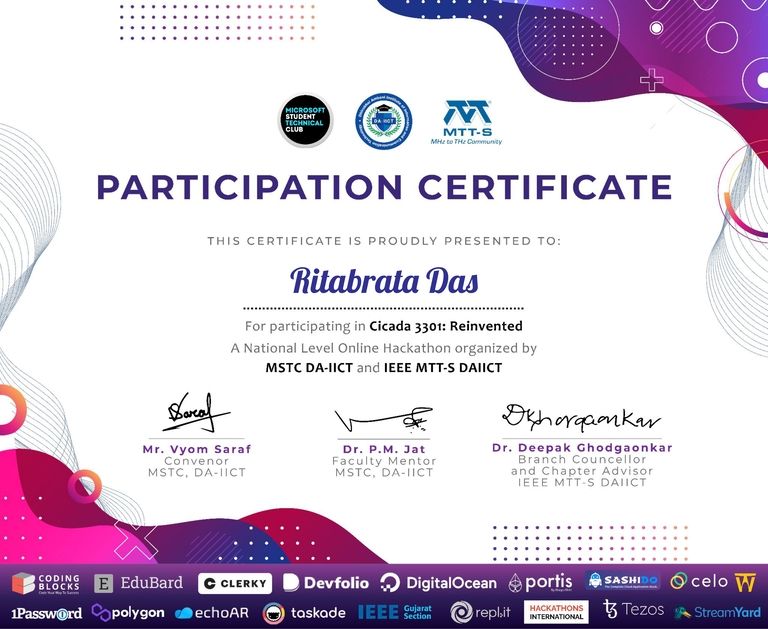 MICROSOFT
STUDENT
TECHNICAL
CLUB
DA-IICT
MTT-S
MHz to THz Community
PARTICIPATION CERTIFICATE
THIS CERTIFICATE IS PROUDLY PRESENTED TO:
Ritabrata Das
For participating in Cicada 3301: Reinvented
A National Level Online Hackathon organized by
MSTC DA-IICT and IEEE MTT-S DAIICT
Saraf
DKGhorgaonkar
Mr. Vyom Saraf
Convenor
MSTC, DA-IICT
Dr. P.M. Jat
Faculty Mentor
MSTC, DA-IICT
Dr. Deepak Ghodgaonkar
Branch Councellor
and Chapter Advisor
IEEE MTT-S DAIICT
CODING BLOCKS
E EduBard
C CLERKY
Devfolio
DigitalOcean
portis
SASHIDO
celo
W
1Password
polygon
echoAR
taskade
IEEE Gujarat Section
repl.it
HACKATHONS INTERNATIONAL
Tezos
StreamYard